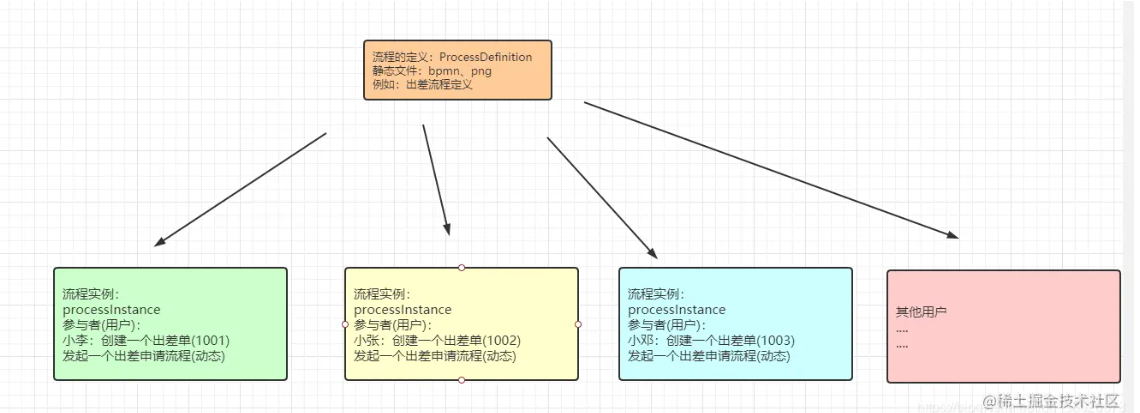 流程的定义：ProcessDefinition
静态文件：bpmn、png
例如：出差流程定义
流程实例：
processInstance
参与者(用户)：
小李：创建一个出差单(1001)
发起一个出差申请流程(动态)
流程实例：
processInstance
参与者(用户)：
小张：创建一个出差单(1002)
发起一个出差申请流程(动态)
流程实例：
processInstance
参与者(用户)：
小邓：创建一个出差单(1003)
发起一个出差申请流程(动态)
其他用户
....
....
@稀土掘金技术社区